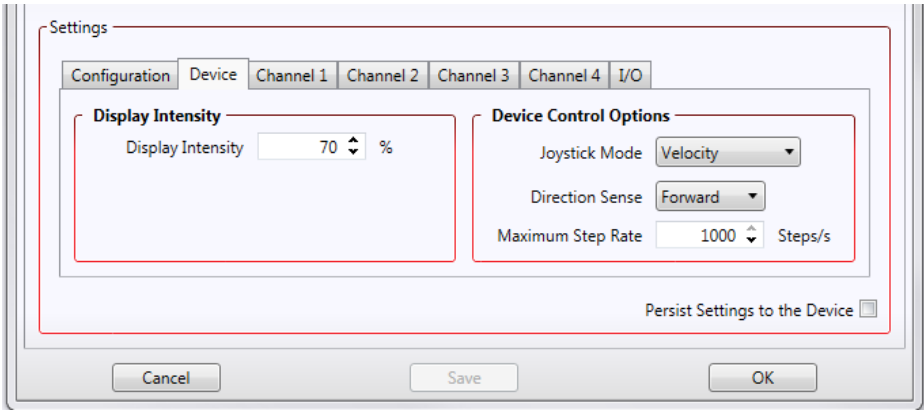 Settings
Configuration Device Channel 1 Channel 2 Channel 3 Channel 4 I/O
Display Intensity
Display Intensity 70 %
Device Control Options
Joystick Mode Velocity
Direction Sense Forward
Maximum Step Rate 1000 Steps/s
Persist Settings to the Device
Cancel Save OK